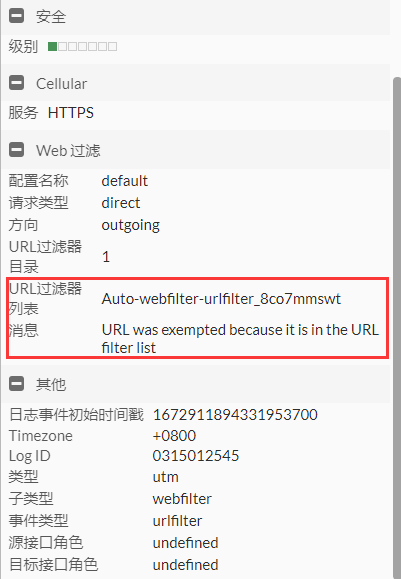 安全
级别
Cellular
服务 HTTPS
Web 过滤
配置名称 default
请求类型 direct
方向 outgoing
URL过滤器
目录 1
URL过滤器
列表 Auto-webfilter-urlfilter_8co7mmswt
消息 URL was exempted because it is in the URL
filter list
其他
日志事件初始时间戳 1672911894331953700
Timezone +0800
Log ID 0315012545
类型 utm
子类型 webfilter
事件类型 urlfilter
源接口角色 undefined
目标接口角色 undefined